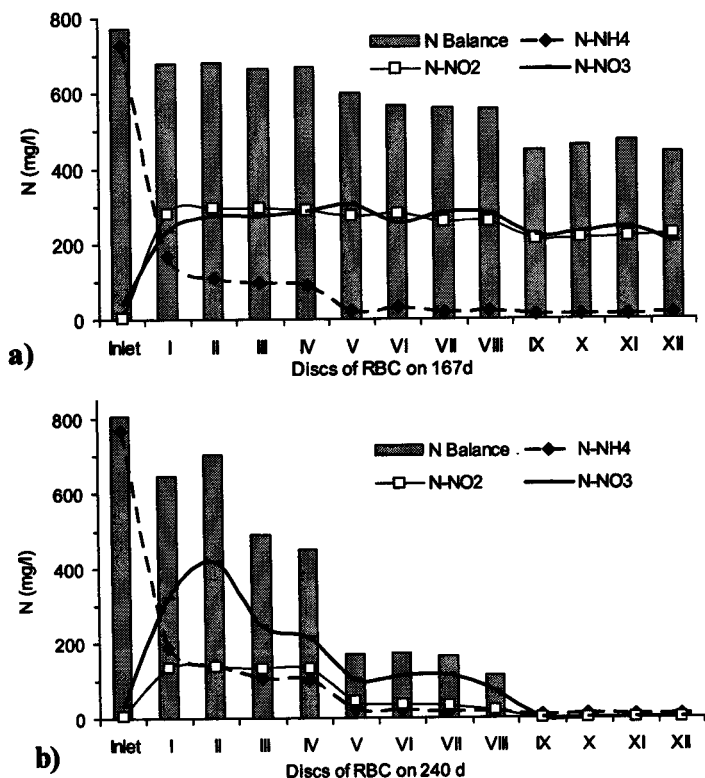 800
600
400
200
0
N (mg/l)
N Balance
N-NH4
N-NO2
N-NO3
Inlet I II III IV V VI VII VIII IX X XI XII
a)
Discs of RBC on 167d
800
600
400
200
0
N (mg/l)
N Balance
N-NH4
N-NO2
N-NO3
Inlet I II III IV V VI VII VIII IX X XI XII
b)
Discs of RBC on 240 d